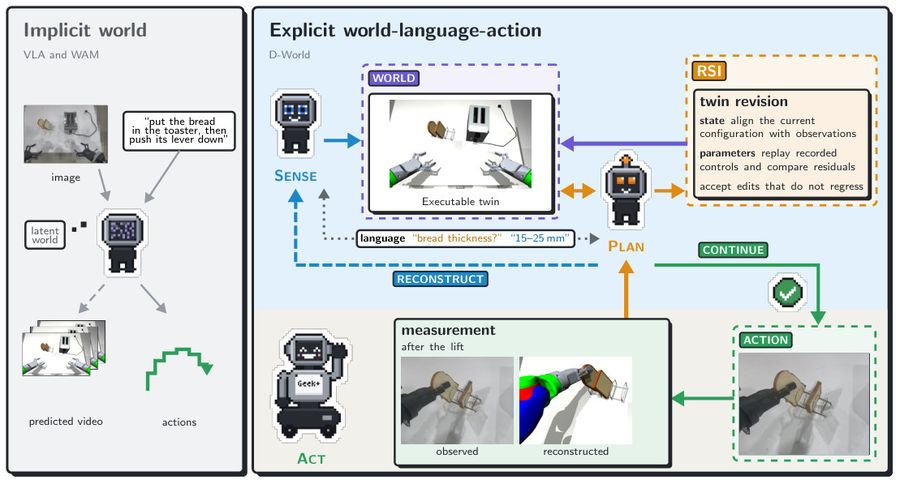 Implicit world
VLA and WAM
image
"put the bread
in the toaster, then
push its lever down"
latent
world
predicted video
actions
Explicit world-language-action
D-World
SENSE
WORLD
Executable twin
RSI
twin revision
state align the current
configuration with observations
parameters replay recorded
controls and compare residuals
accept edits that do not regress
language "bread thickness?" "15–25 mm"
PLAN
RECONSTRUCT
CONTINUE
Geek+
ACT
measurement
after the lift
observed
reconstructed
ACTION